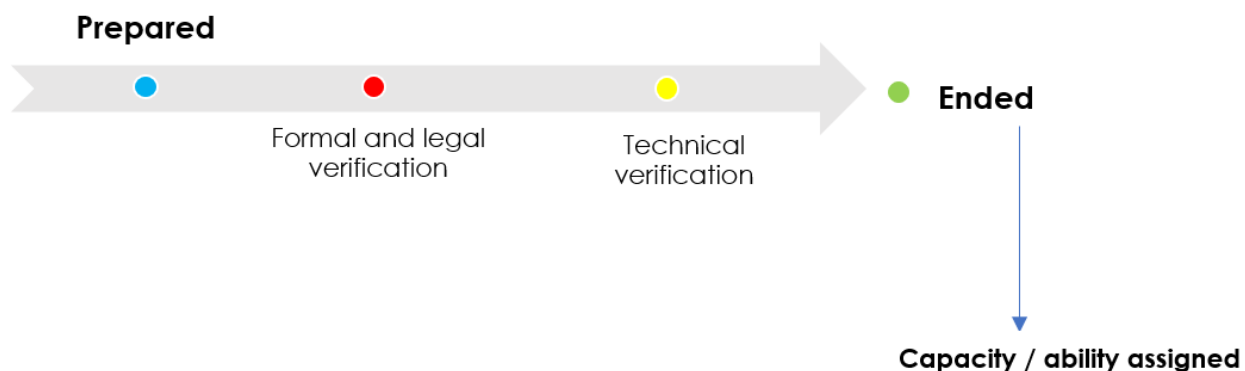 Prepared
Formal and legal
verification
Technical
verification
Ended
Capacity / ability assigned